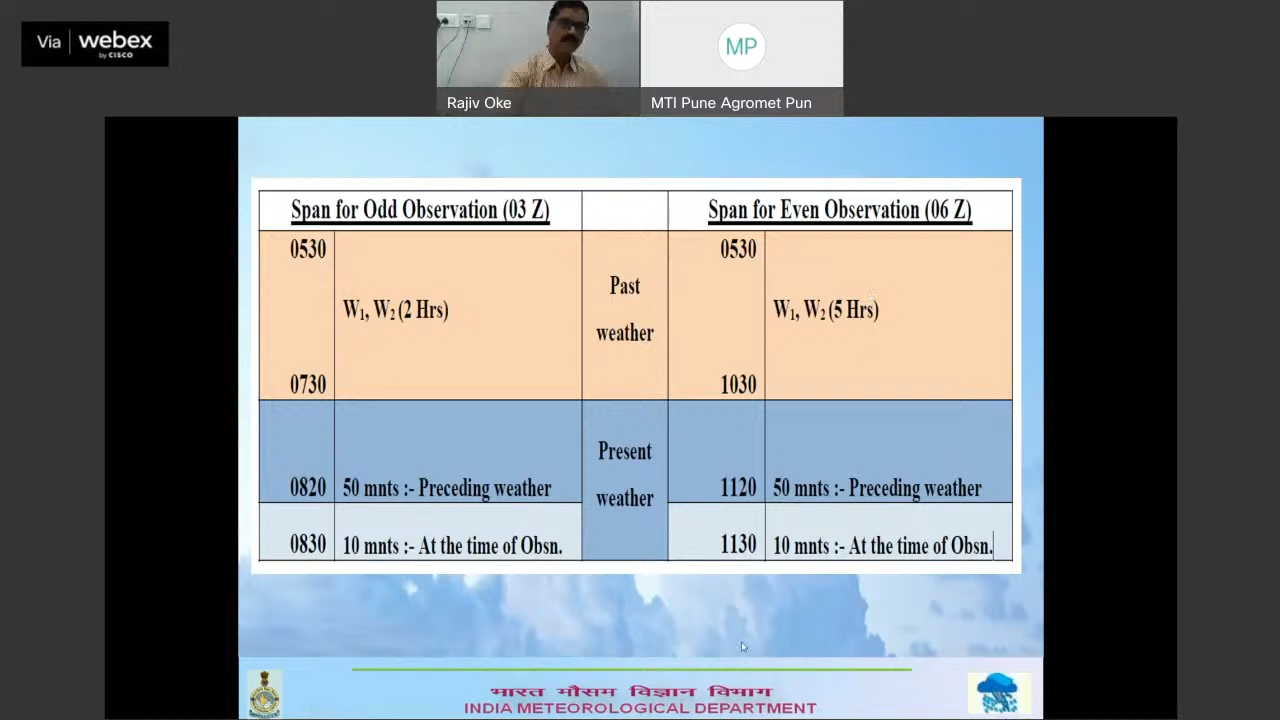 Via webex
by CISCO
Rajiv Oke
MP
MTI Pune Agromet Pun
Span for Odd Observation (03 Z)
Span for Even Observation (06 Z)
0530
W₁, W₂ (2 Hrs)
0730
Past
weather
0530
W₁, W₂ (5 Hrs)
1030
0820 50 mnts :- Preceding weather
0830 10 mnts :- At the time of Obsn.
Present
weather
1120 50 mnts :- Preceding weather
1130 10 mnts :- At the time of Obsn.
भारत मौसम विज्ञान विभाग
INDIA METEOROLOGICAL DEPARTMENT